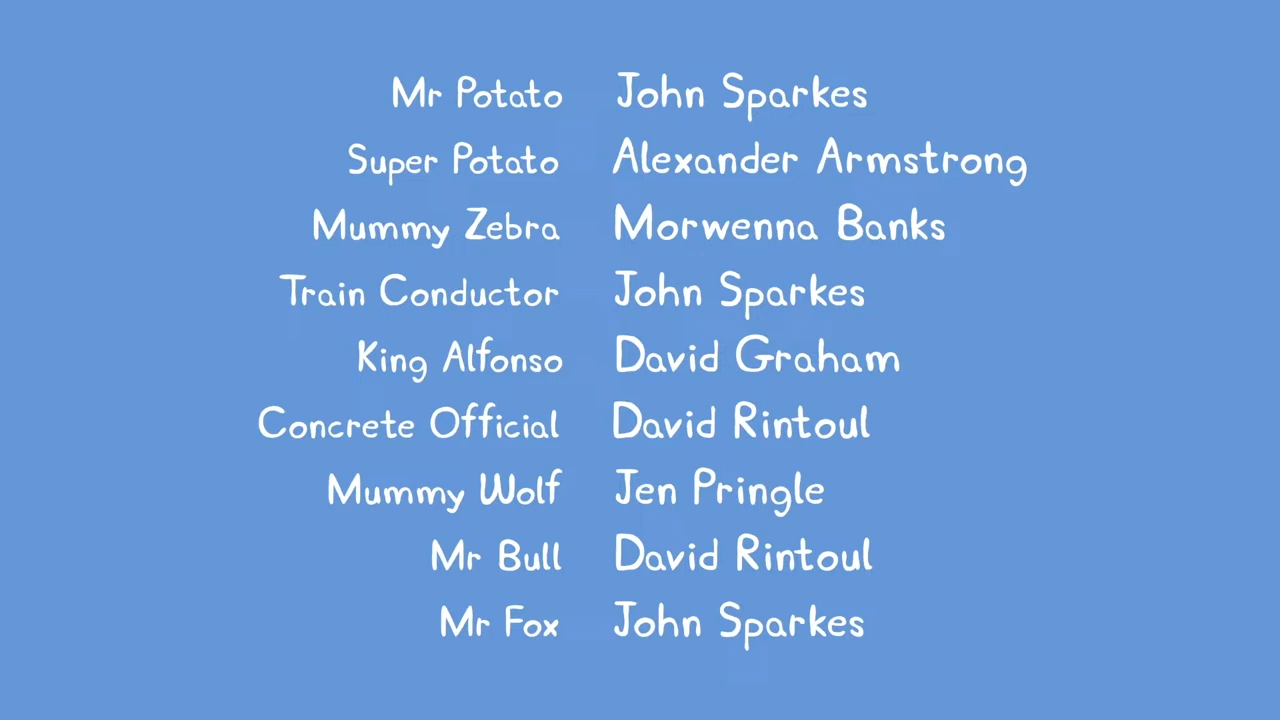 Mr Potato John Sparkes
Super Potato Alexander Armstrong
Mummy Zebra Morwenna Banks
Train Conductor John Sparkes
King Alfonso David Graham
Concrete Official David Rintoul
Mummy Wolf Jen Pringle
Mr Bull David Rintoul
Mr Fox John Sparkes